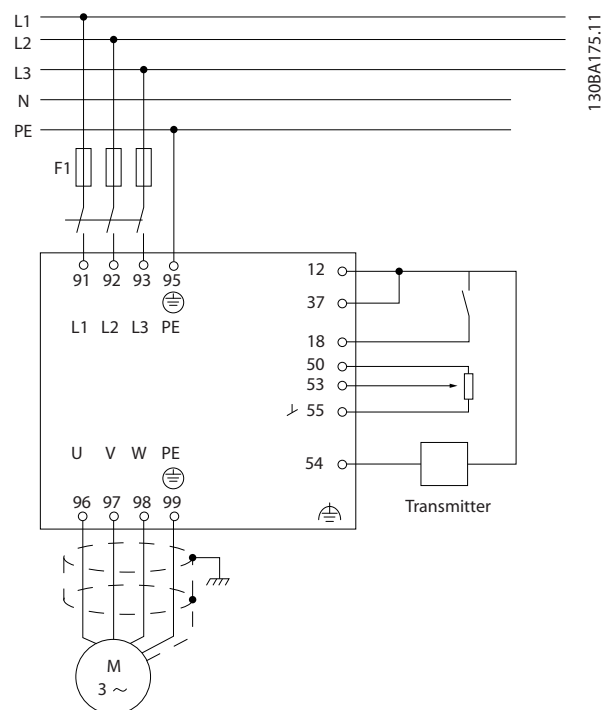 L1
L2
L3
N
PE
130BA175.11
F1
91 92 93 95
L1 L2 L3 PE
12
37
18
50
53
55
54
Transmitter
U V W PE
96 97 98 99
M
3 ~